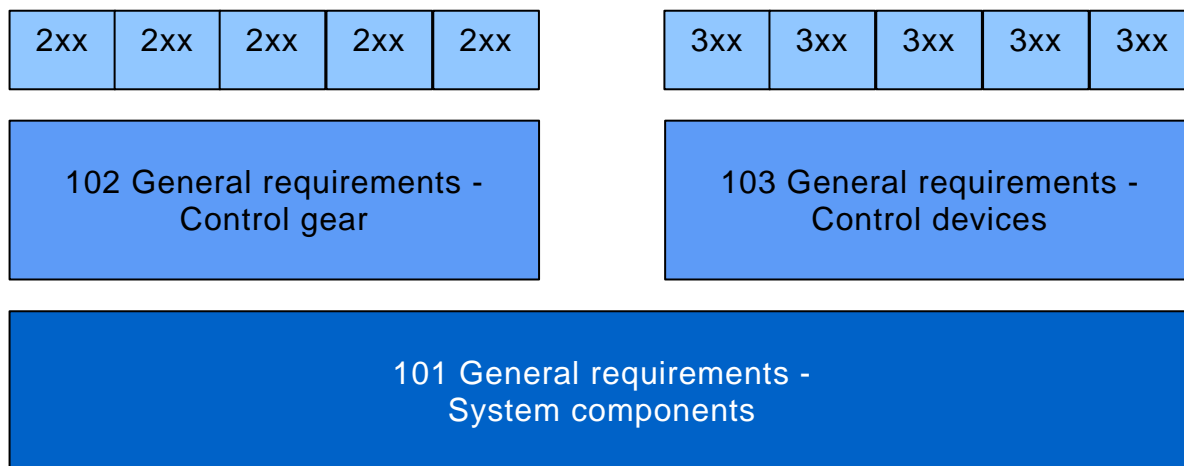 2xx 2xx 2xx 2xx 2xx 3xx 3xx 3xx 3xx 3xx
102 General requirements -
Control gear
103 General requirements -
Control devices
101 General requirements -
System components